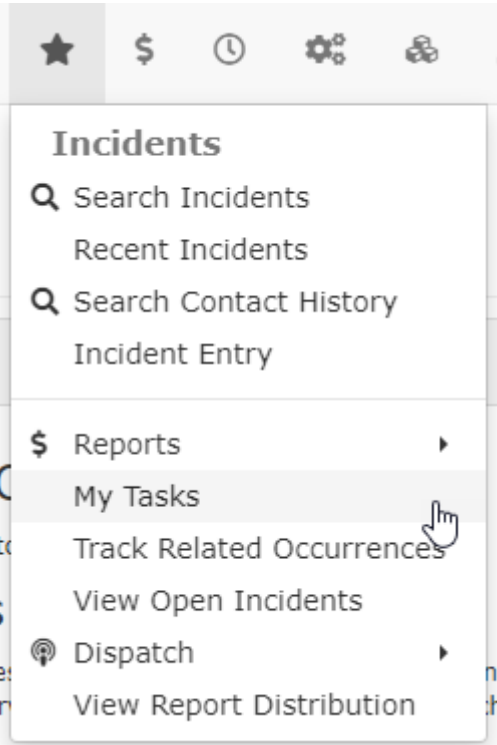 Incidents
Search Incidents
Recent Incidents
Search Contact History
Incident Entry
$ Reports
My Tasks
Track Related Occurrences
View Open Incidents
Dispatch
View Report Distribution